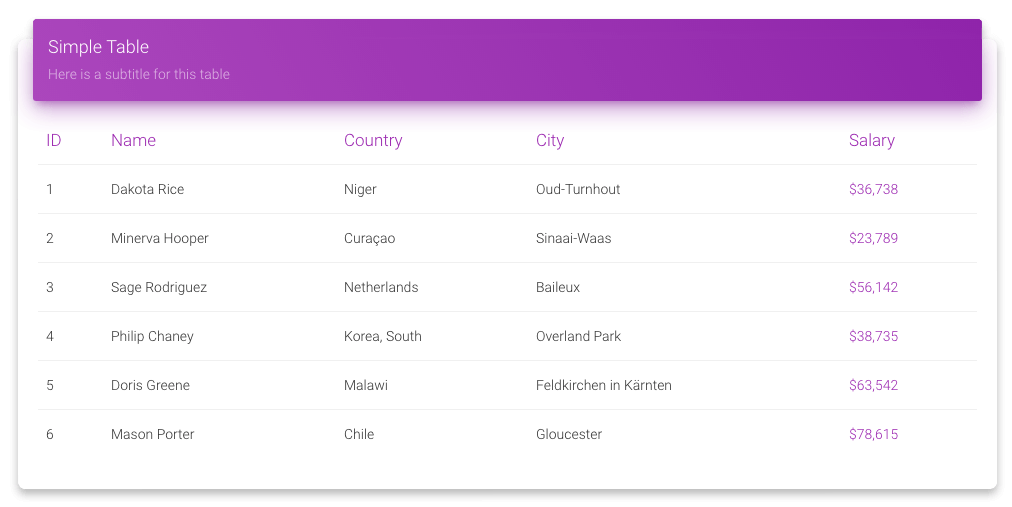 Simple Table
Here is a subtitle for this table
ID Name Country City Salary
1 Dakota Rice Niger Oud-Turnhout $36,738
2 Minerva Hooper Curaçao Sinaai-Waas $23,789
3 Sage Rodriguez Netherlands Baileux $56,142
4 Philip Chaney Korea, South Overland Park $38,735
5 Doris Greene Malawi Feldkirchen in Kärnten $63,542
6 Mason Porter Chile Gloucester $78,615